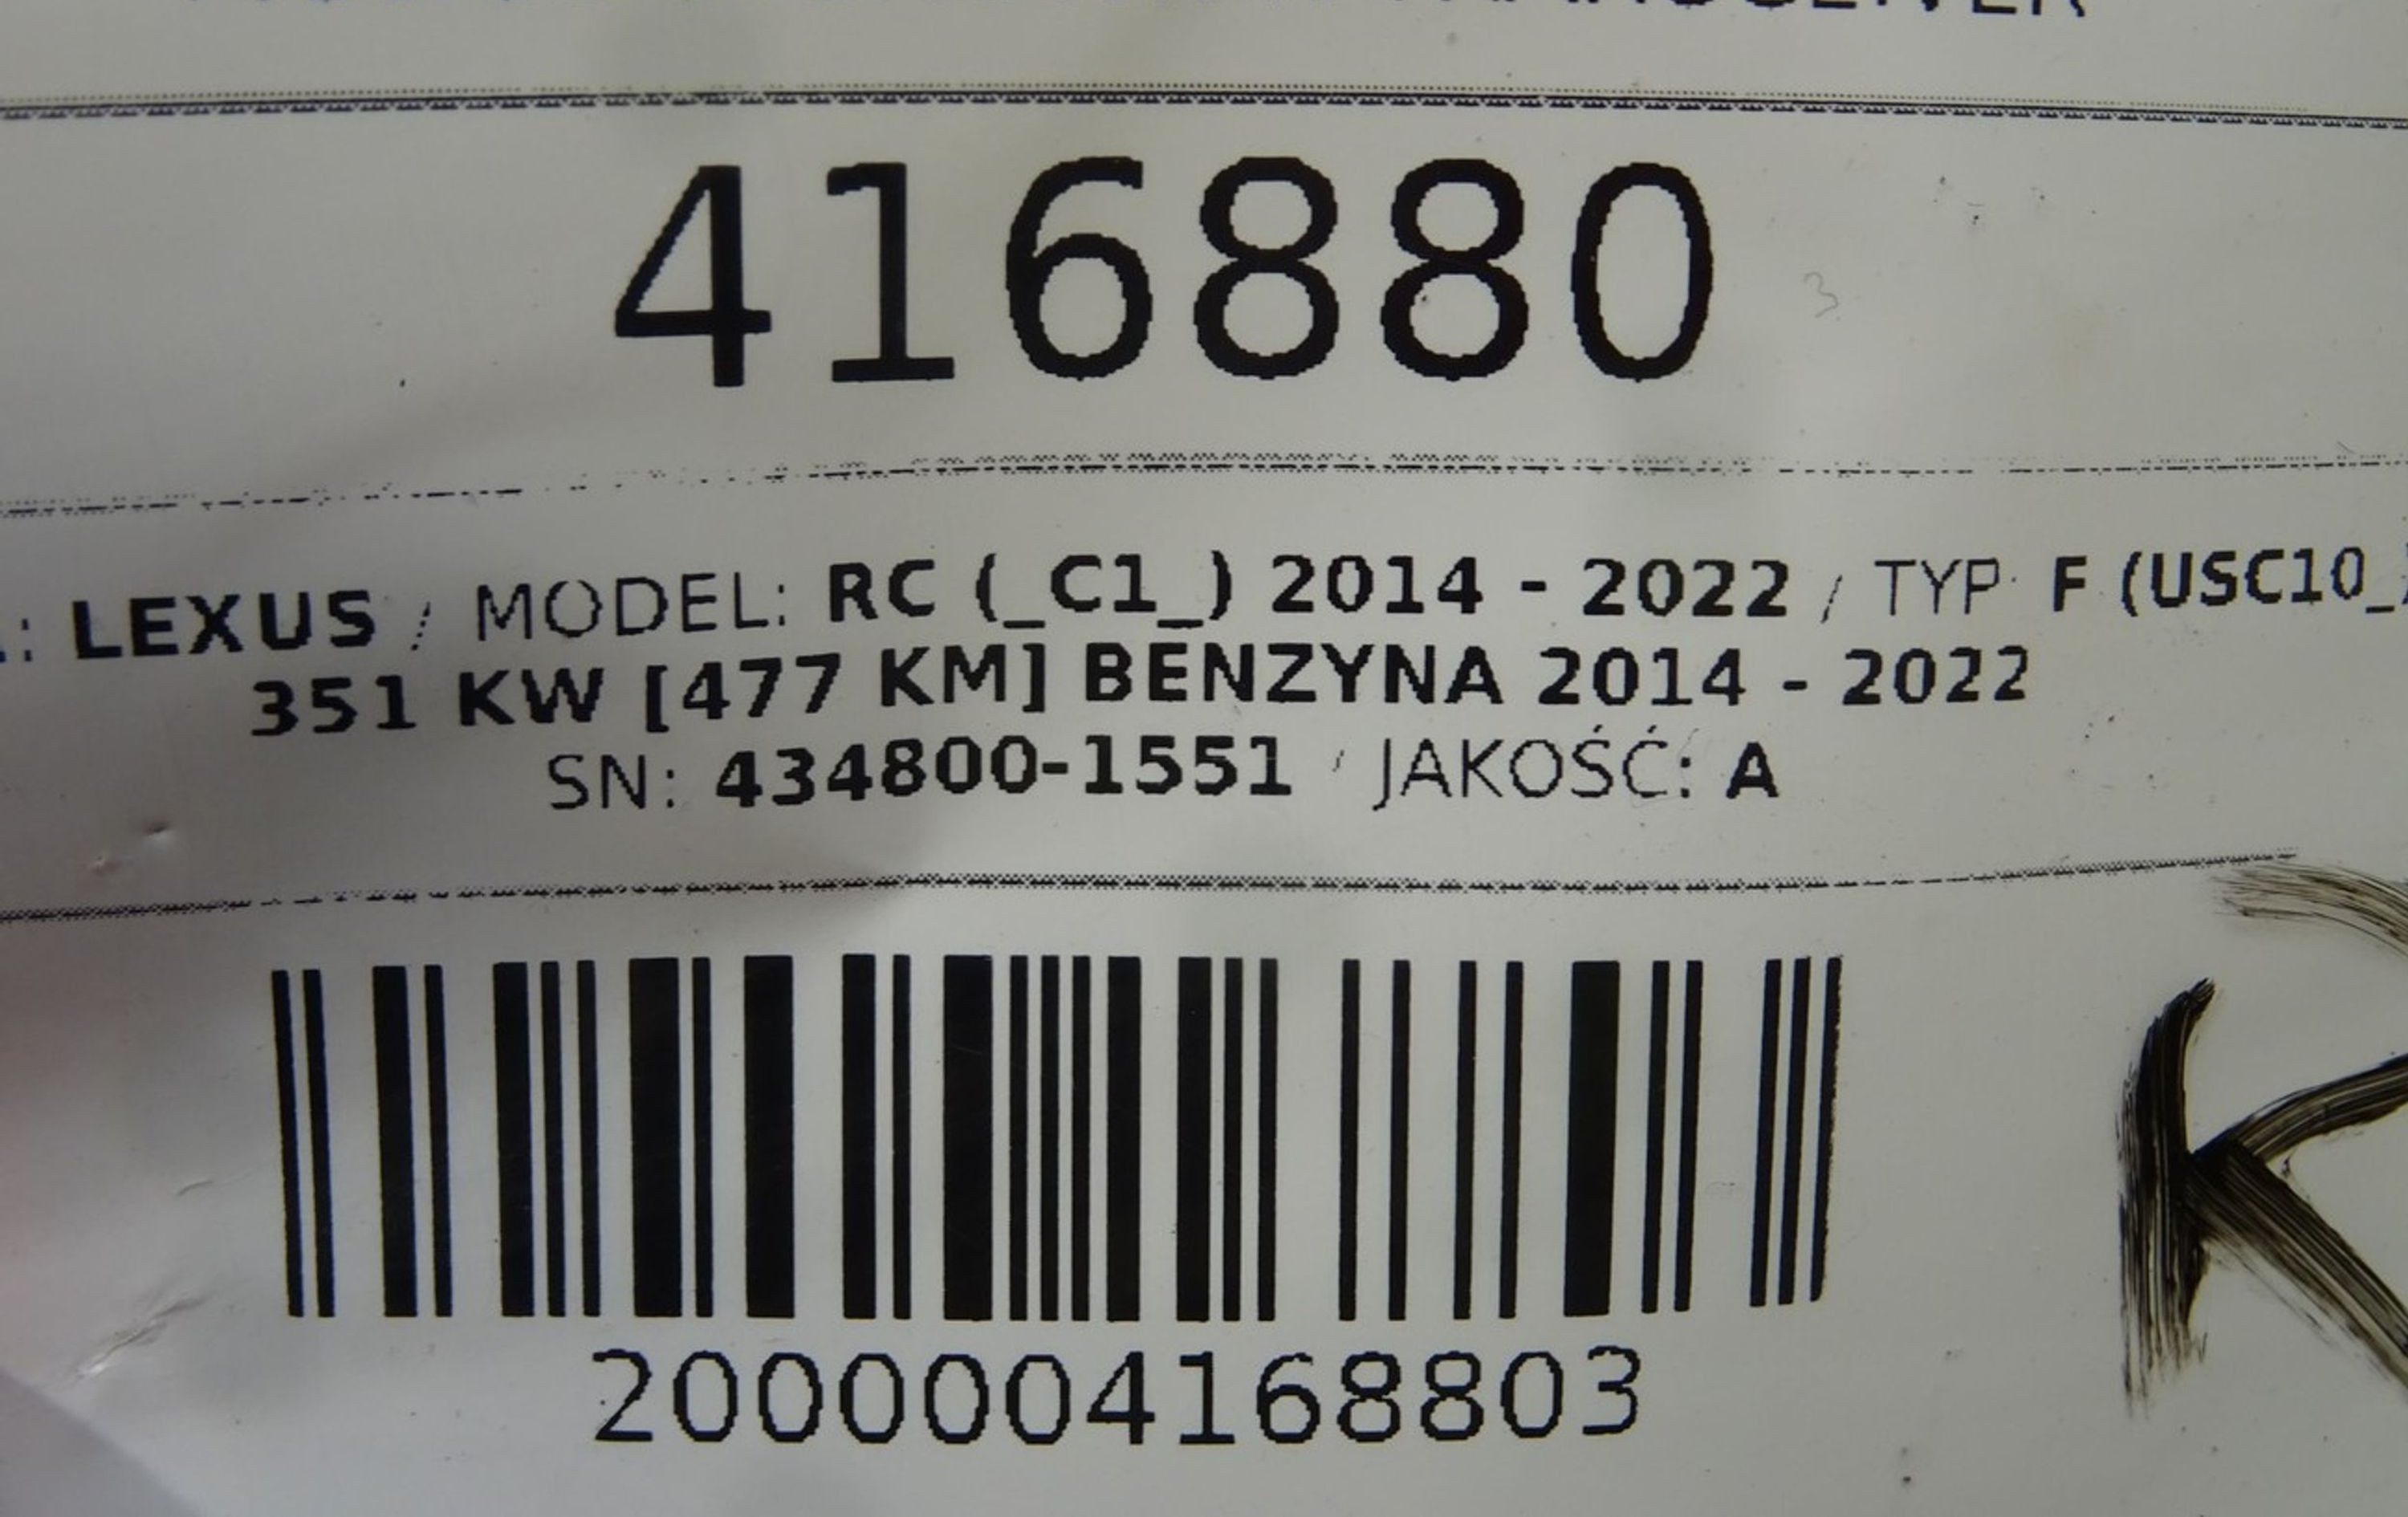 416880
LEXUS / MODEL: RC (_C1_) 2014 - 2022 / TYP: F (USC10_)
351 KW [477 KM] BENZYNA 2014 - 2022
SN: 434800-1551 / JAKOŚĆ: A
2000004168803
K